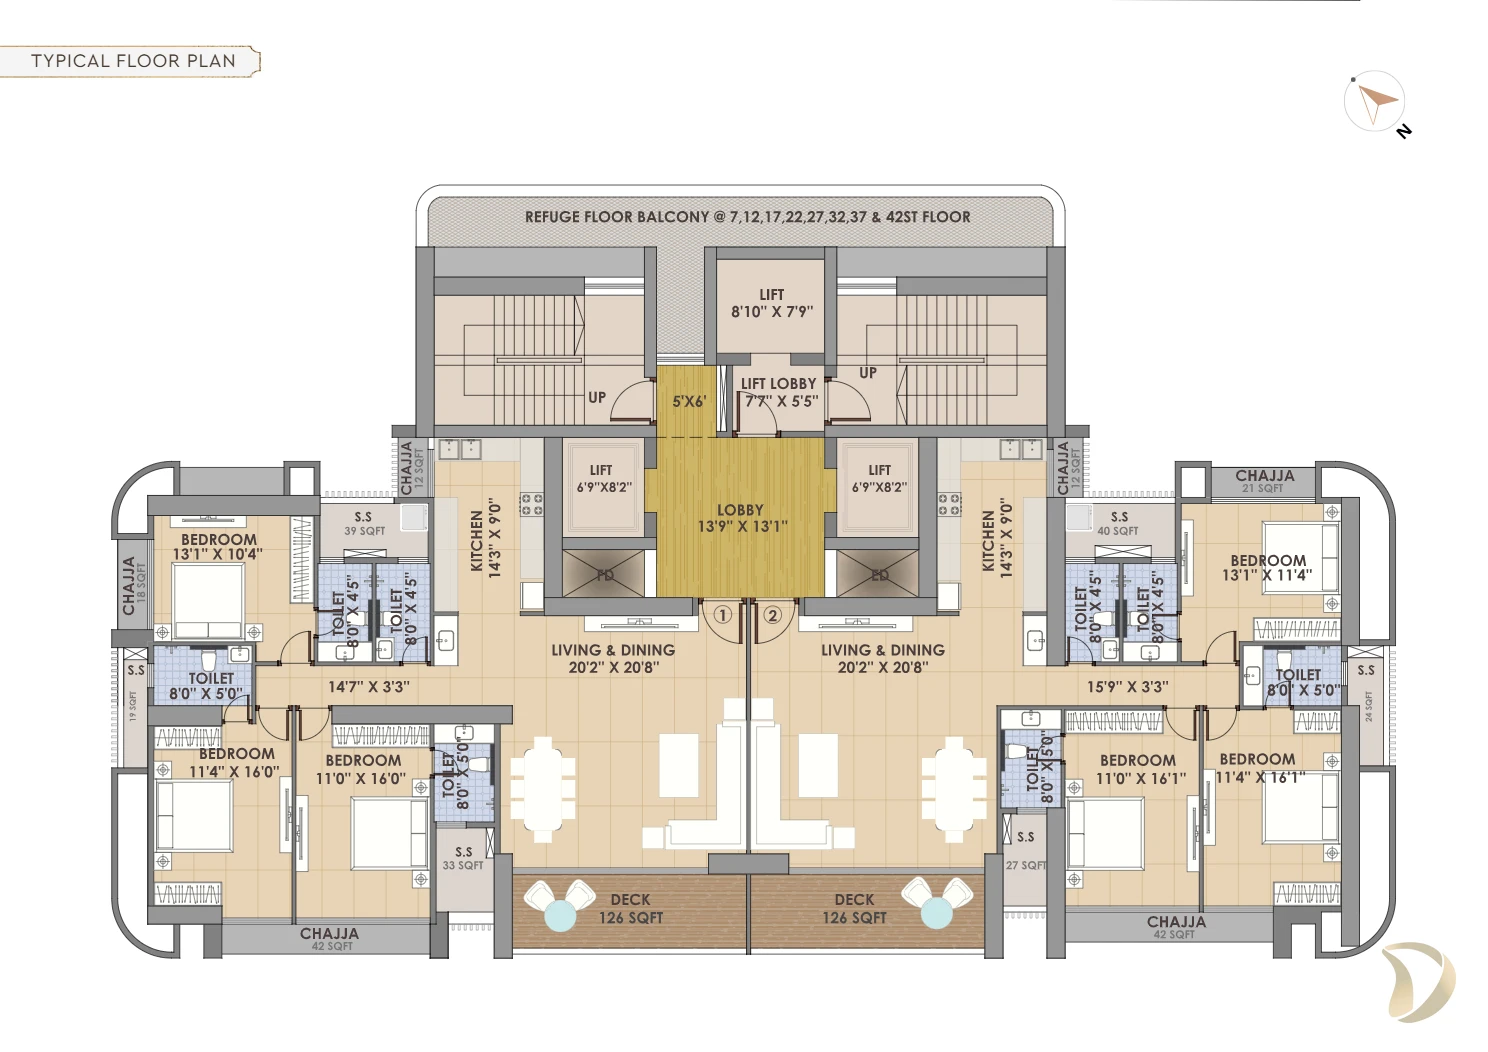 TYPICAL FLOOR PLAN
N
REFUGE FLOOR BALCONY @ 7,12,17,22,27,32,37 & 42ST FLOOR
LIFT
8'10" X 7'9"
UP
5'X6'
LIFT LOBBY
7'7" X 5'5"
UP
CHAJJA
12 SQFT
LIFT
6'9"X8'2"
LOBBY
13'9" X 13'1"
LIFT
6'9"X8'2"
CHAJJA
12 SQFT
CHAJJA
21 SQFT
S.S
39 SQFT
KITCHEN
14'3" X 9'0"
KITCHEN
14'3" X 9'0"
S.S
40 SQFT
BEDROOM
13'1" X 10'4"
CHAJJA
18 SQFT
TOILET
8'0" X 4'5"
TOILET
8'0" X 4'5"
FD
ED
TOILET
8'0" X 4'5"
TOILET
8'0" X 4'5"
BEDROOM
13'1" X 11'4"
1
2
LIVING & DINING
20'2" X 20'8"
LIVING & DINING
20'2" X 20'8"
S.S
19 SQFT
TOILET
8'0" X 5'0"
14'7" X 3'3"
15'9" X 3'3"
TOILET
8'0" X 5'0"
S.S
24 SQFT
BEDROOM
11'4" X 16'0"
BEDROOM
11'0" X 16'0"
TOILET
8'0" X 5'0"
TOILET
8'0" X 5'0"
BEDROOM
11'0" X 16'1"
BEDROOM
11'4" X 16'1"
S.S
33 SQFT
S.S
27 SQFT
DECK
126 SQFT
DECK
126 SQFT
CHAJJA
42 SQFT
CHAJJA
42 SQFT